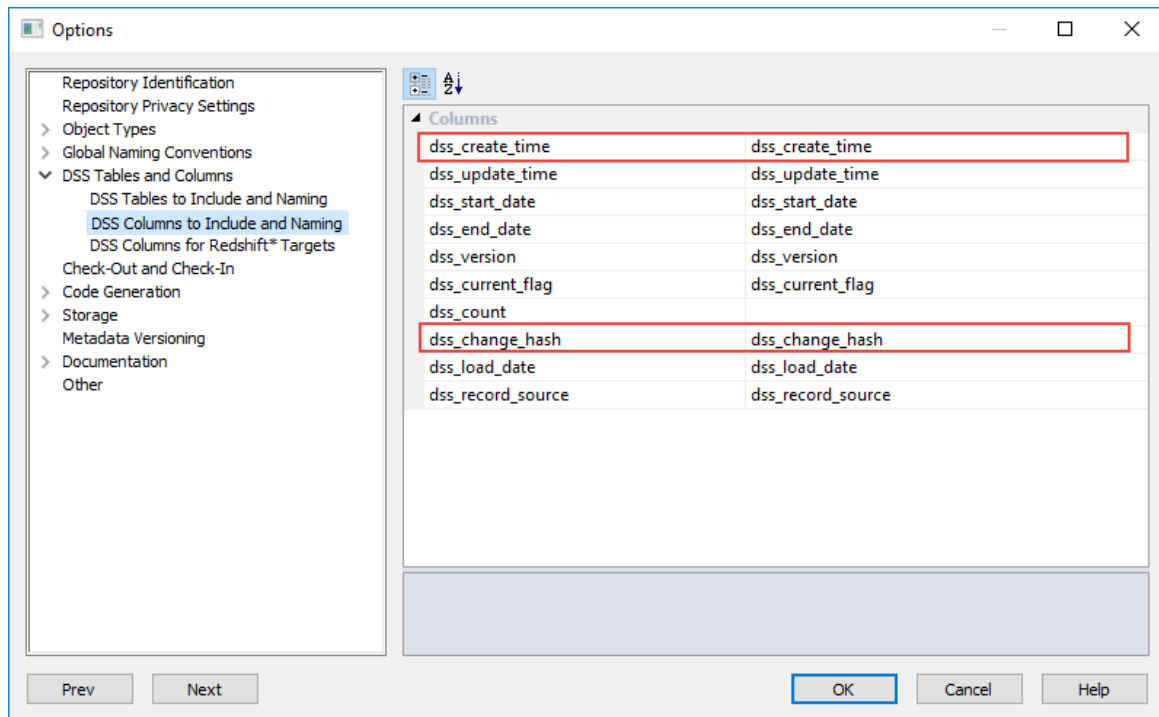 Options
Repository Identification
Repository Privacy Settings
Object Types
Global Naming Conventions
DSS Tables and Columns
DSS Tables to Include and Naming
DSS Columns to Include and Naming
DSS Columns for Redshift* Targets
Check-Out and Check-In
Code Generation
Storage
Metadata Versioning
Documentation
Other
A
Z
Columns
dss_create_time dss_create_time
dss_update_time dss_update_time
dss_start_date dss_start_date
dss_end_date dss_end_date
dss_version dss_version
dss_current_flag dss_current_flag
dss_count
dss_change_hash dss_change_hash
dss_load_date dss_load_date
dss_record_source dss_record_source
Prev Next OK Cancel Help